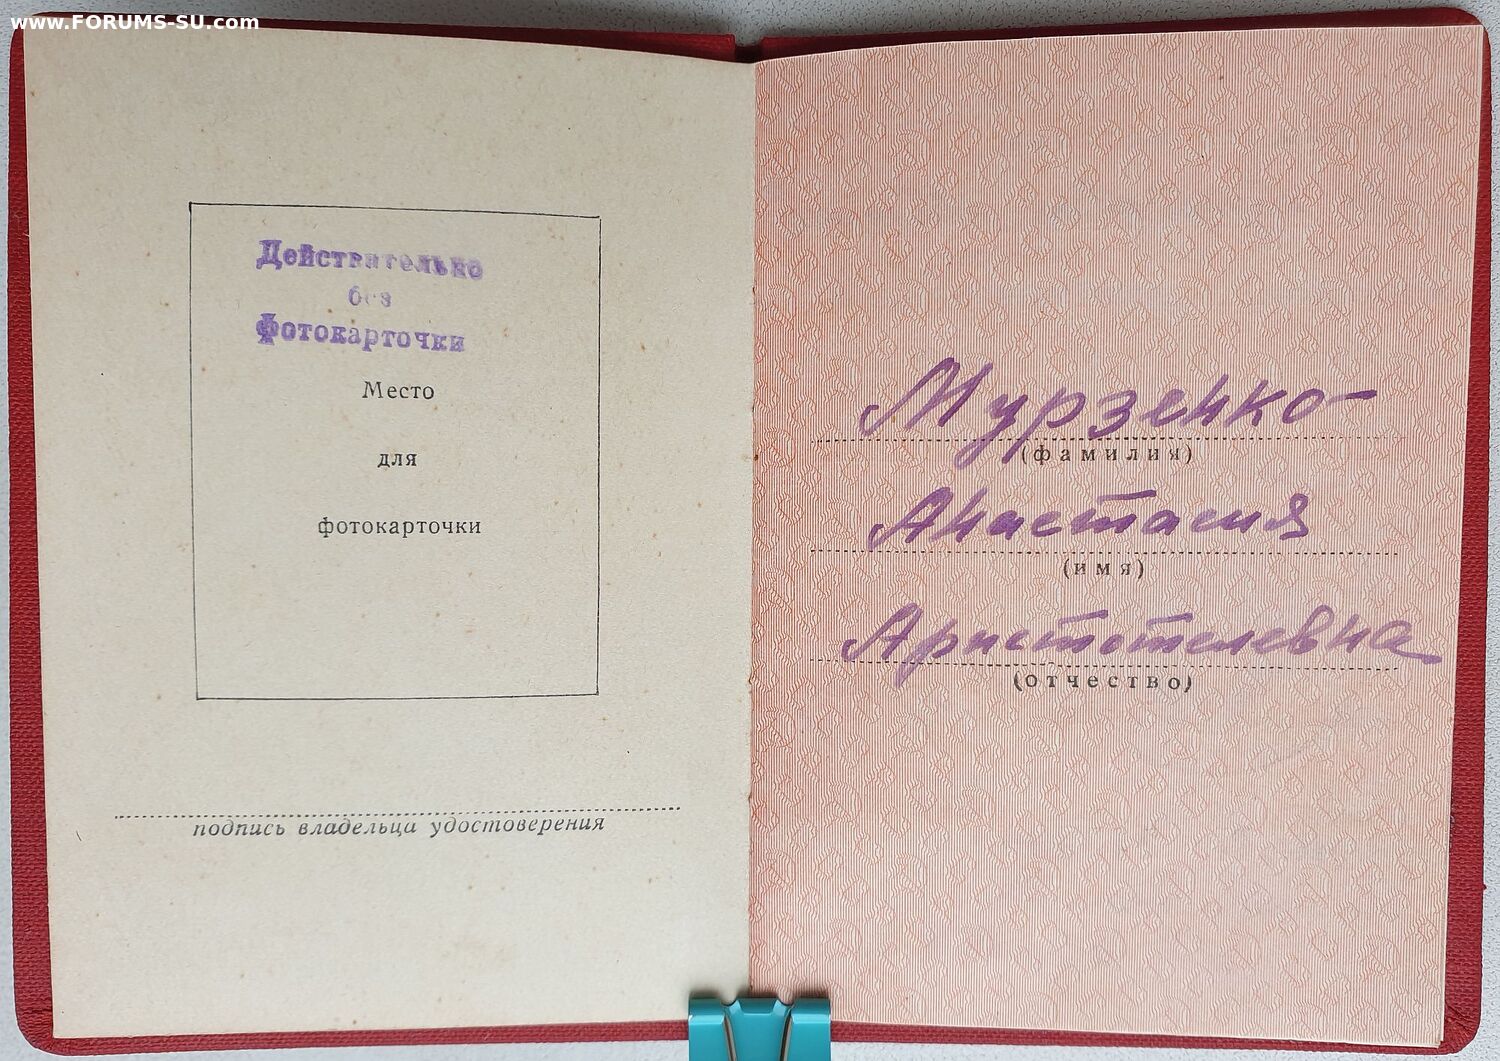 www.FORUMS-SU.com
Действительно
без
Фотокарточки
Место
для
фотокарточки
подпись владельца удостоверения
Мурзенко
(фамилия)
Анастасия
(имя)
Аристотелевна
(отчество)